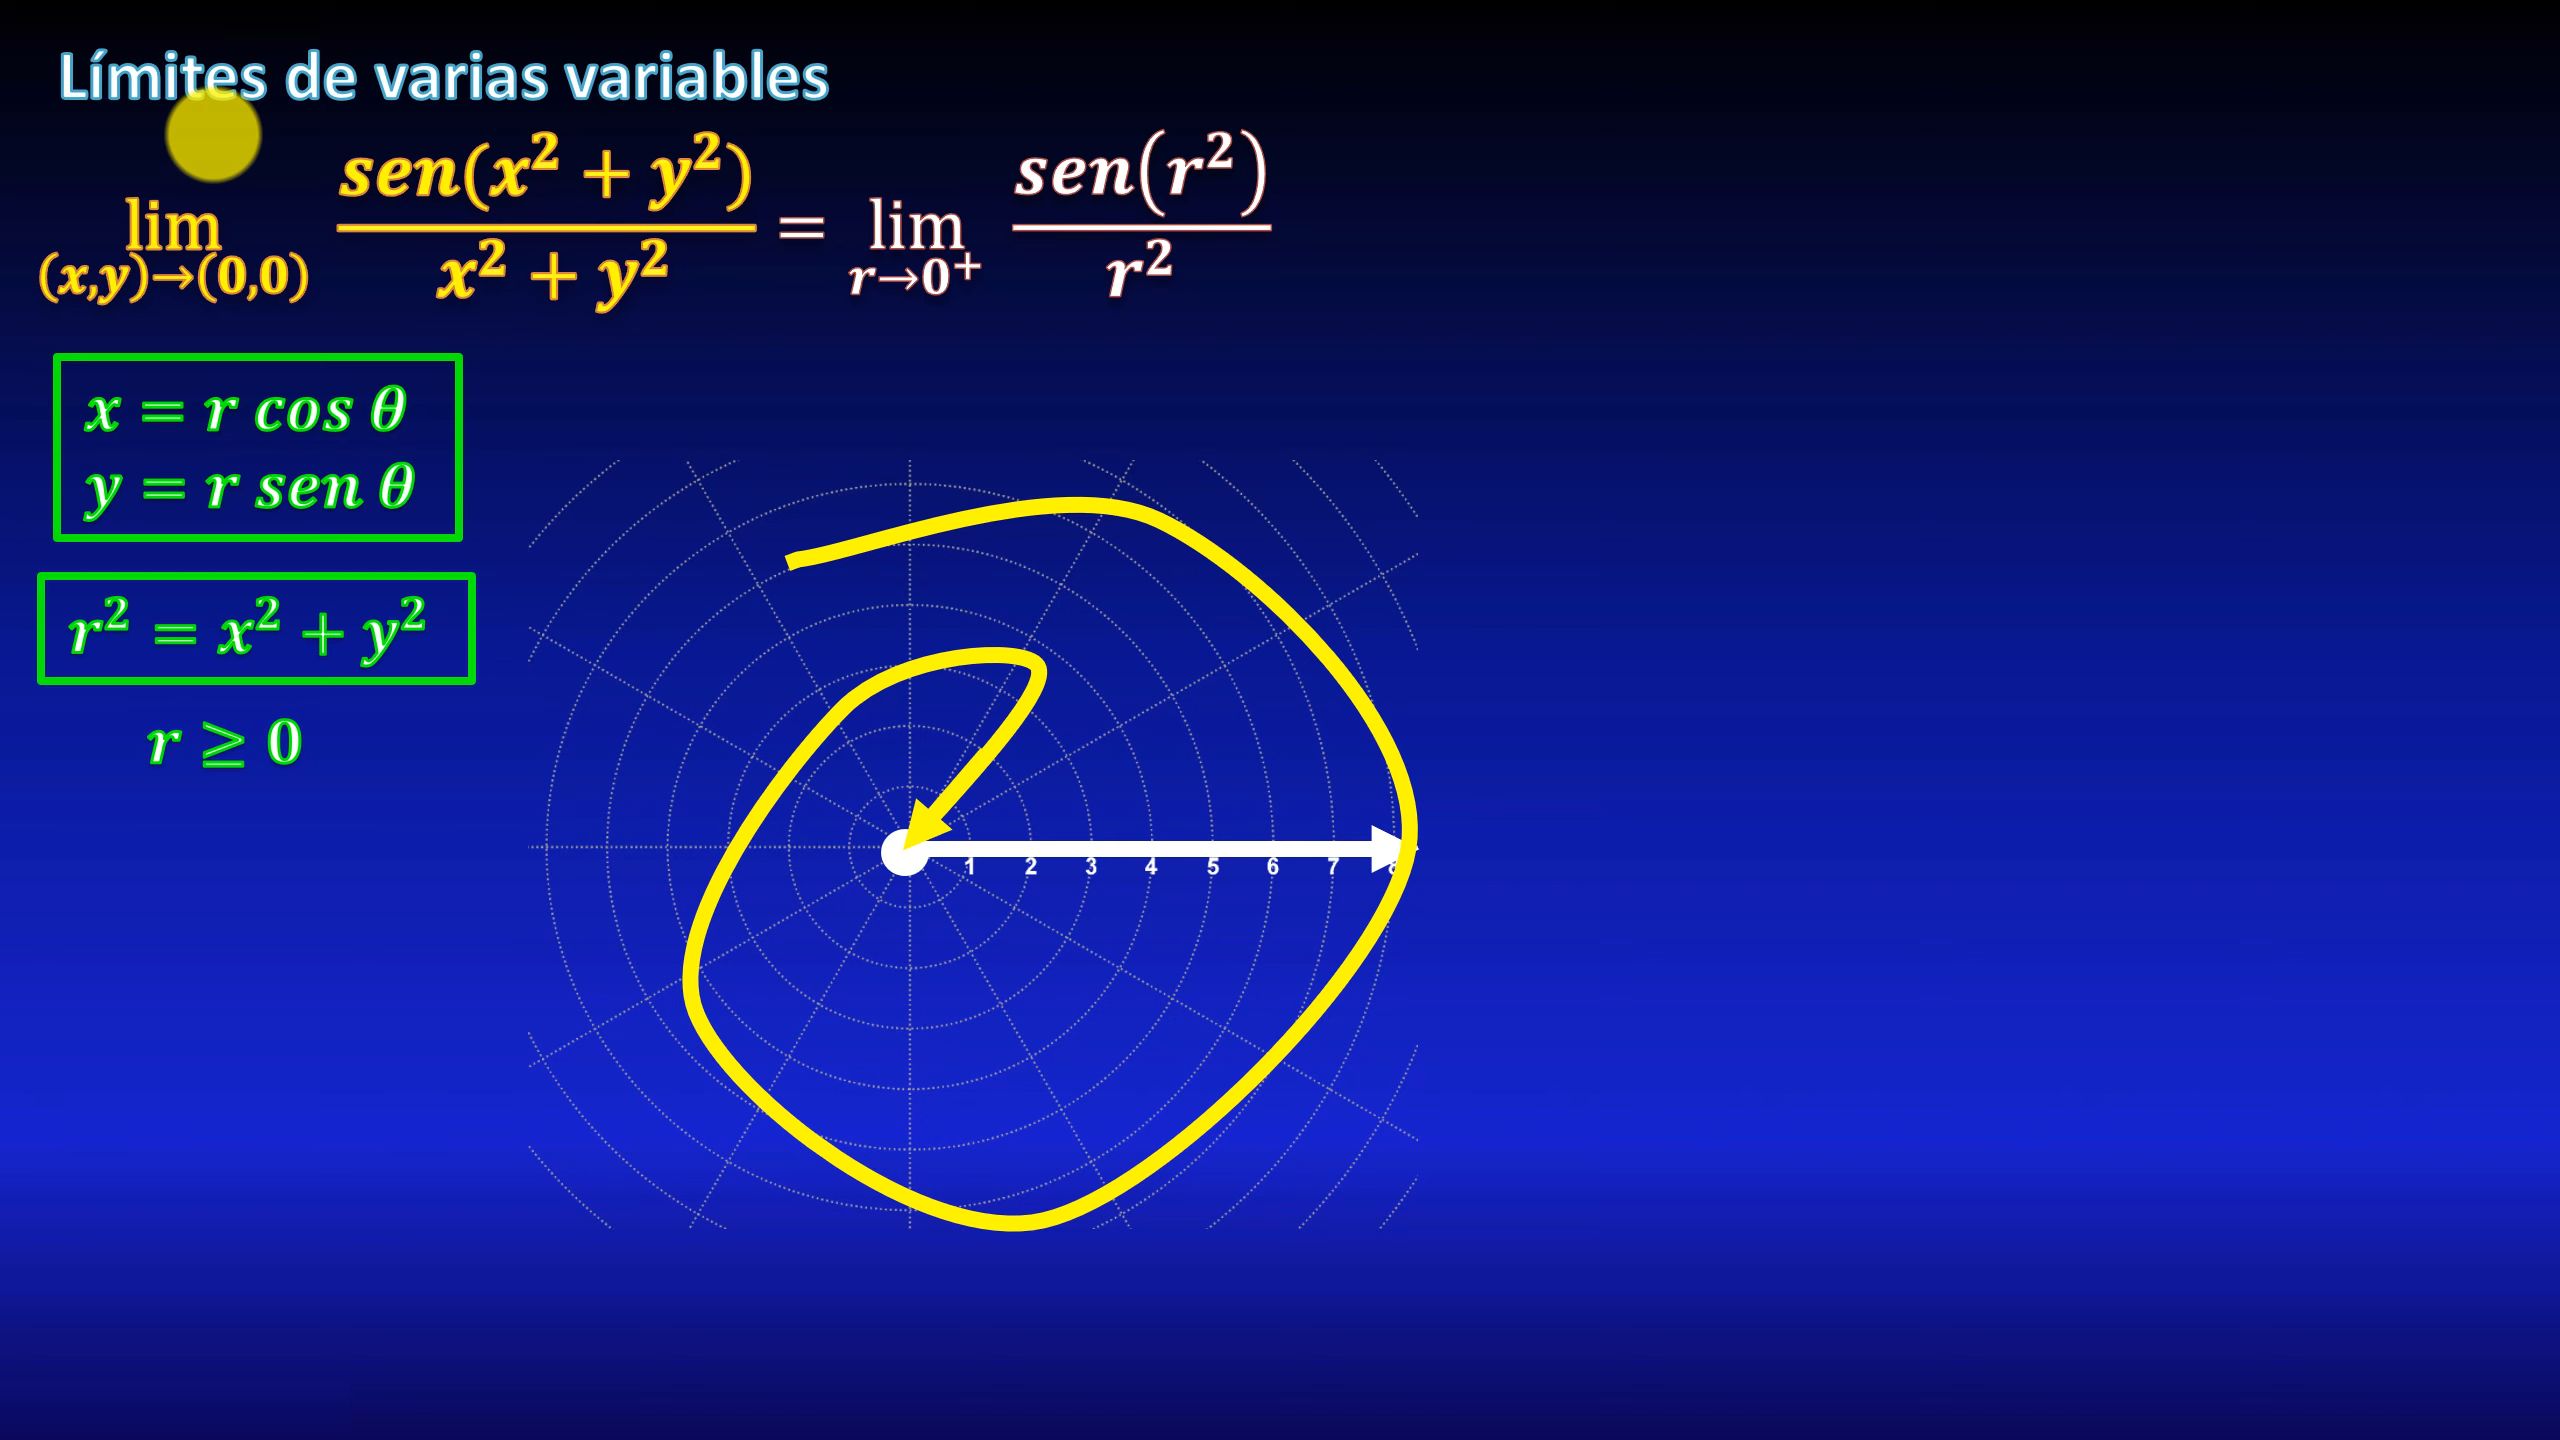 Límites de varias variables
lim (x,y)→(0,0) sen(x² + y²) / x² + y² = lim r→0⁺ sen(r²) / r²
x = r cos θ
y = r sen θ
r² = x² + y²
r ≥ 0
1 2 3 4 5 6 7